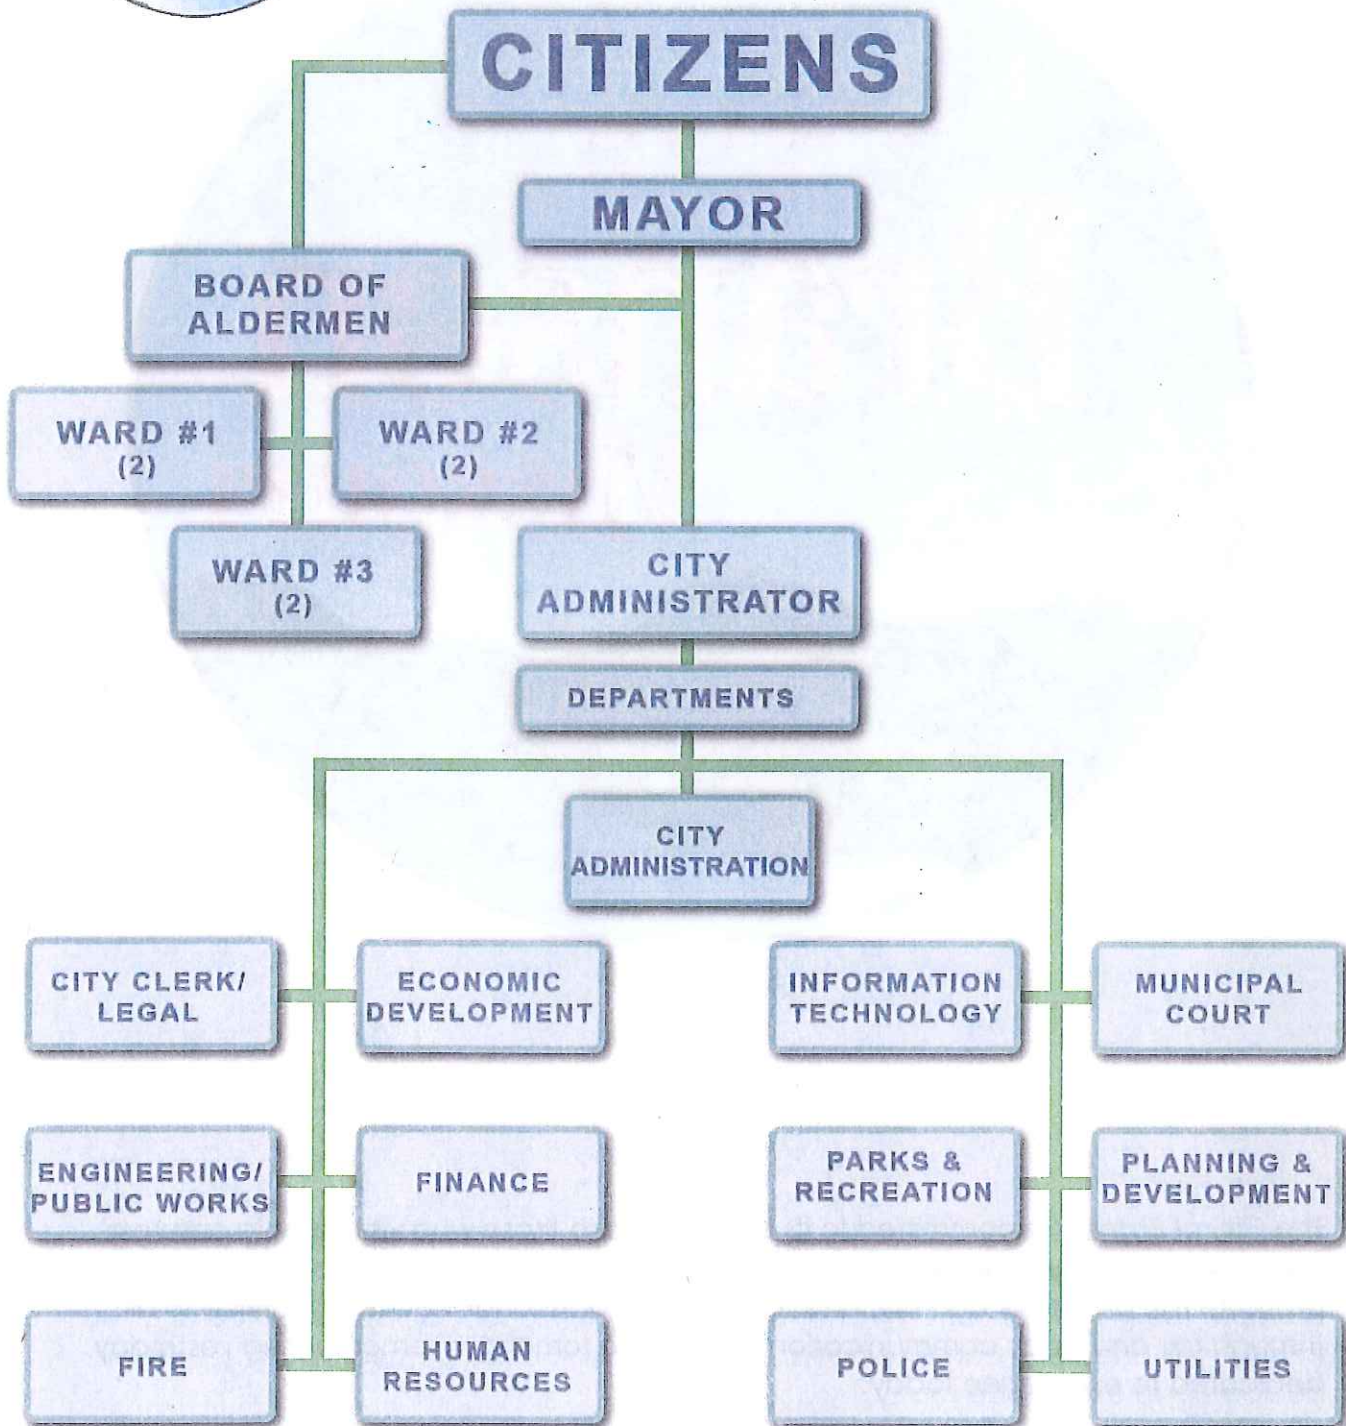 CITIZENS
MAYOR
BOARD OF
ALDERMEN
WARD #1
(2)
WARD #2
(2)
WARD #3
(2)
CITY
ADMINISTRATOR
DEPARTMENTS
CITY
ADMINISTRATION
CITY CLERK/
LEGAL
ECONOMIC
DEVELOPMENT
INFORMATION
TECHNOLOGY
MUNICIPAL
COURT
ENGINEERING/
PUBLIC WORKS
FINANCE
PARKS &
RECREATION
PLANNING &
DEVELOPMENT
FIRE
HUMAN
RESOURCES
POLICE
UTILITIES